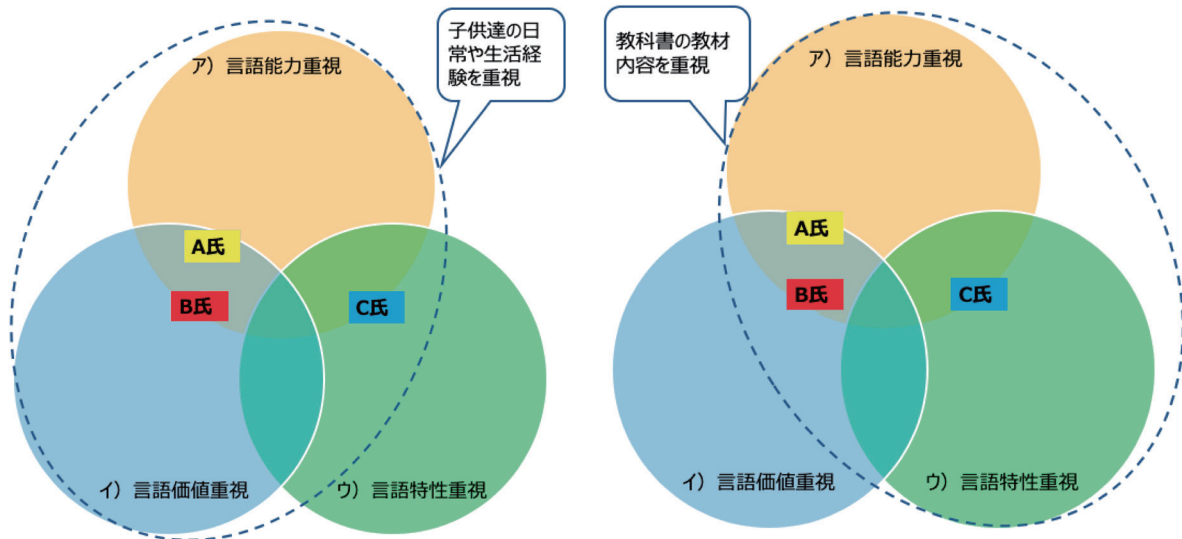 子供達の日
常や生活経
験を重視
ア）言語能力重視
A氏
B氏
C氏
イ）言語価値重視
ウ）言語特性重視
教科書の教材
内容を重視
ア）言語能力重視
A氏
B氏
C氏
イ）言語価値重視
ウ）言語特性重視